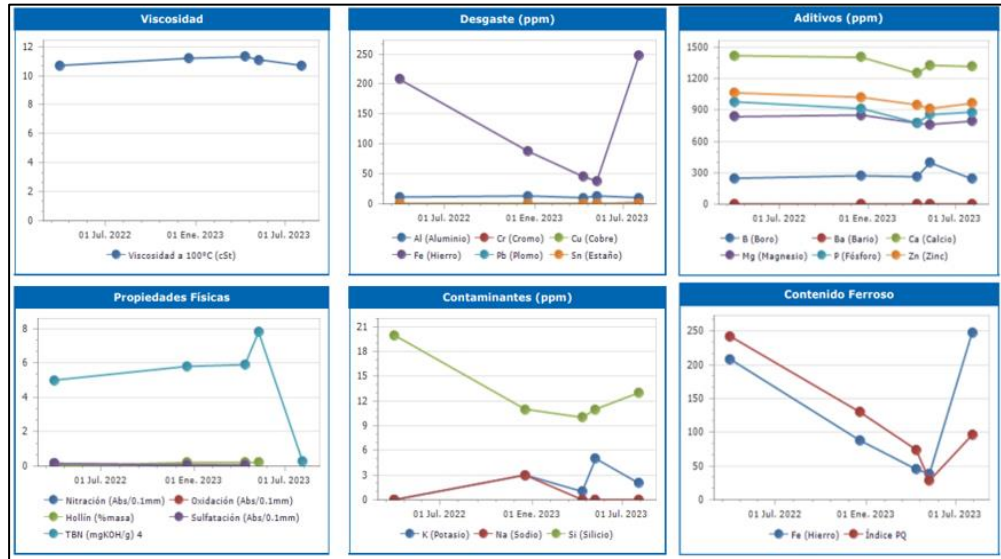 Viscosidad
12
10
8
6
4
2
0
01 Jul. 2022 01 Ene. 2023 01 Jul. 2023
Viscosidad a 100ºC (cSt)
Desgaste (ppm)
250
200
150
100
50
0
01 Jul. 2022 01 Ene. 2023 01 Jul. 2023
Al (Aluminio) Cr (Cromo) Cu (Cobre)
Fe (Hierro) Pb (Plomo) Sn (Estaño)
Aditivos (ppm)
1500
1200
900
600
300
0
01 Jul. 2022 01 Ene. 2023 01 Jul. 2023
B (Boro) Ba (Bario) Ca (Calcio)
Mg (Magnesio) P (Fósforo) Zn (Zinc)
Propiedades Físicas
8
6
4
2
0
01 Jul. 2022 01 Ene. 2023 01 Jul. 2023
Nitración (Abs/0.1mm) Oxidación (Abs/0.1mm)
Hollín (%masa) Sulfatación (Abs/0.1mm)
TBN (mgKOH/g) 4
Contaminantes (ppm)
21
18
15
12
9
6
3
0
01 Jul. 2022 01 Ene. 2023 01 Jul. 2023
K (Potasio) Na (Sodio) Si (Silicio)
Contenido Ferroso
250
200
150
100
50
0
01 Jul. 2022 01 Ene. 2023 01 Jul. 2023
Fe (Hierro) Índice PQ